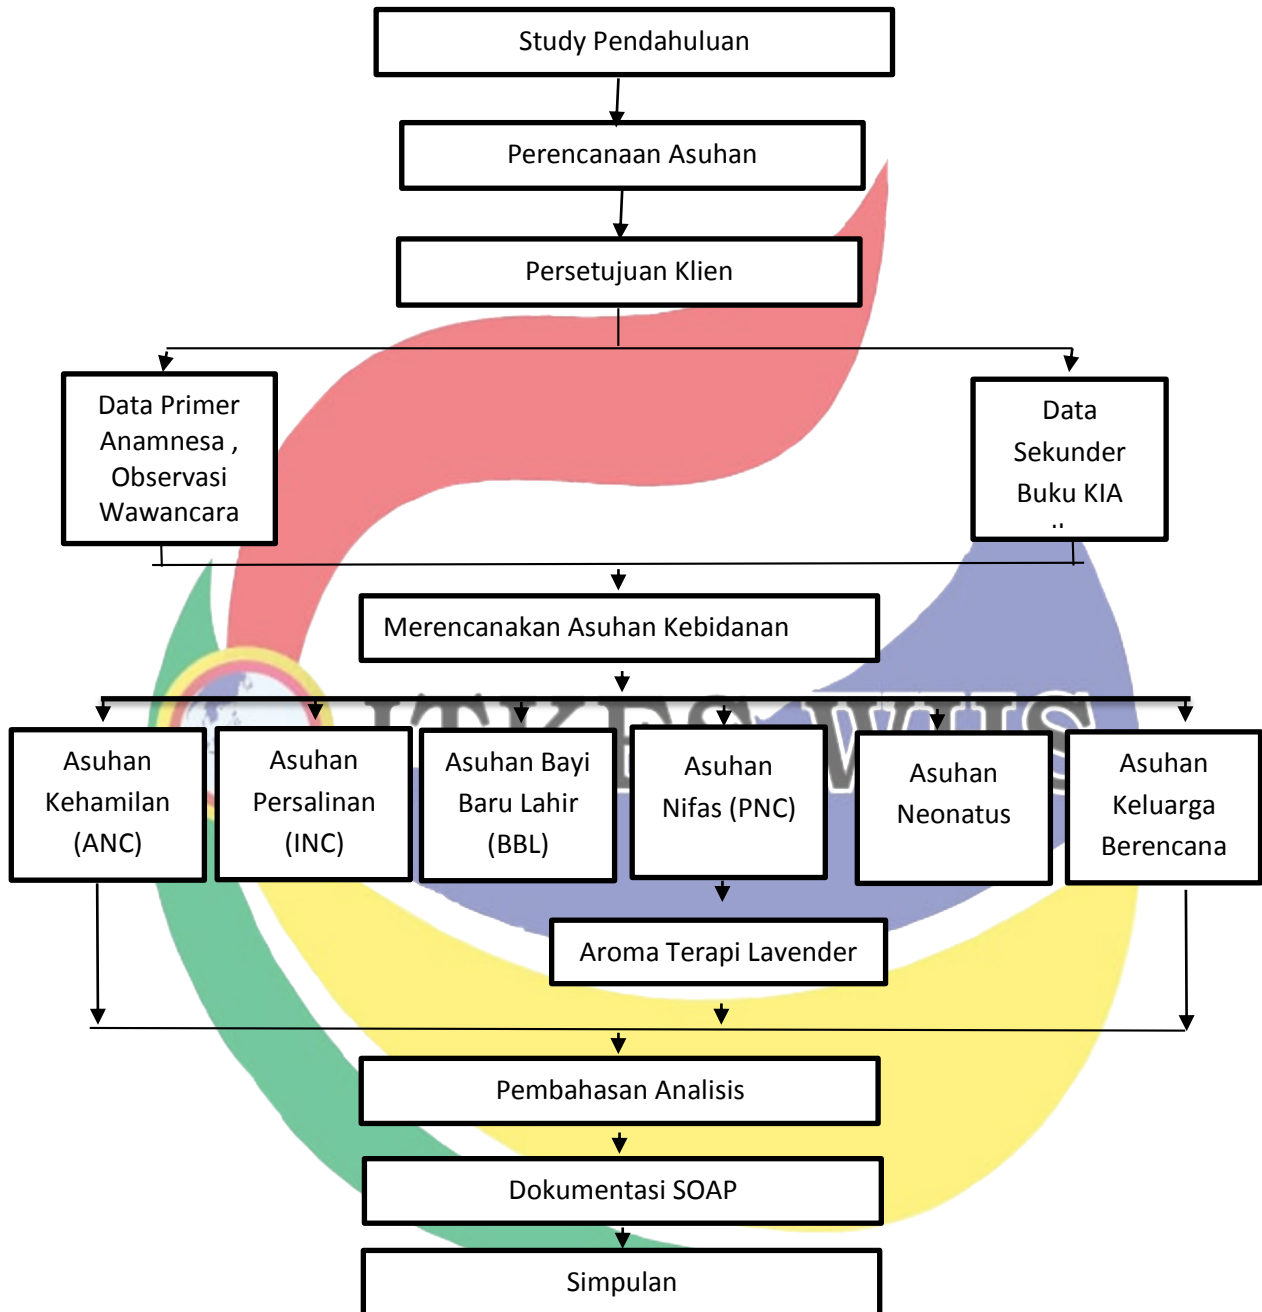 Study Pendahuluan
Perencanaan Asuhan
Persetujuan Klien
Data Primer
Anamnesa ,
Observasi
Wawancara
Data
Sekunder
Buku KIA
Merencanakan Asuhan Kebidanan
ITKES WHS
Asuhan
Kehamilan
(ANC)
Asuhan
Persalinan
(INC)
Asuhan Bayi
Baru Lahir
(BBL)
Asuhan
Nifas (PNC)
Asuhan
Neonatus
Asuhan
Keluarga
Berencana
Aroma Terapi Lavender
Pembahasan Analisis
Dokumentasi SOAP
Simpulan